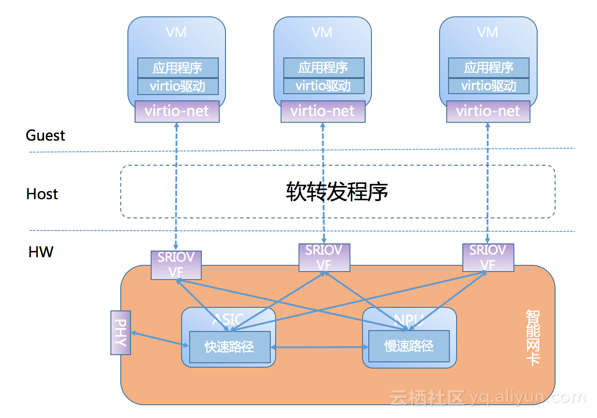 VM
VM
VM
应用程序
应用程序
应用程序
virtio驱动
virtio驱动
virtio驱动
virtio-net
virtio-net
virtio-net
Guest
Host
软转发程序
HW
SRIOV
VF
SRIOV
VF
SRIOV
VF
PHY
ASIC
快速路径
NPU
慢速路径
智能网卡
云栖社区 yq.aliyun.com